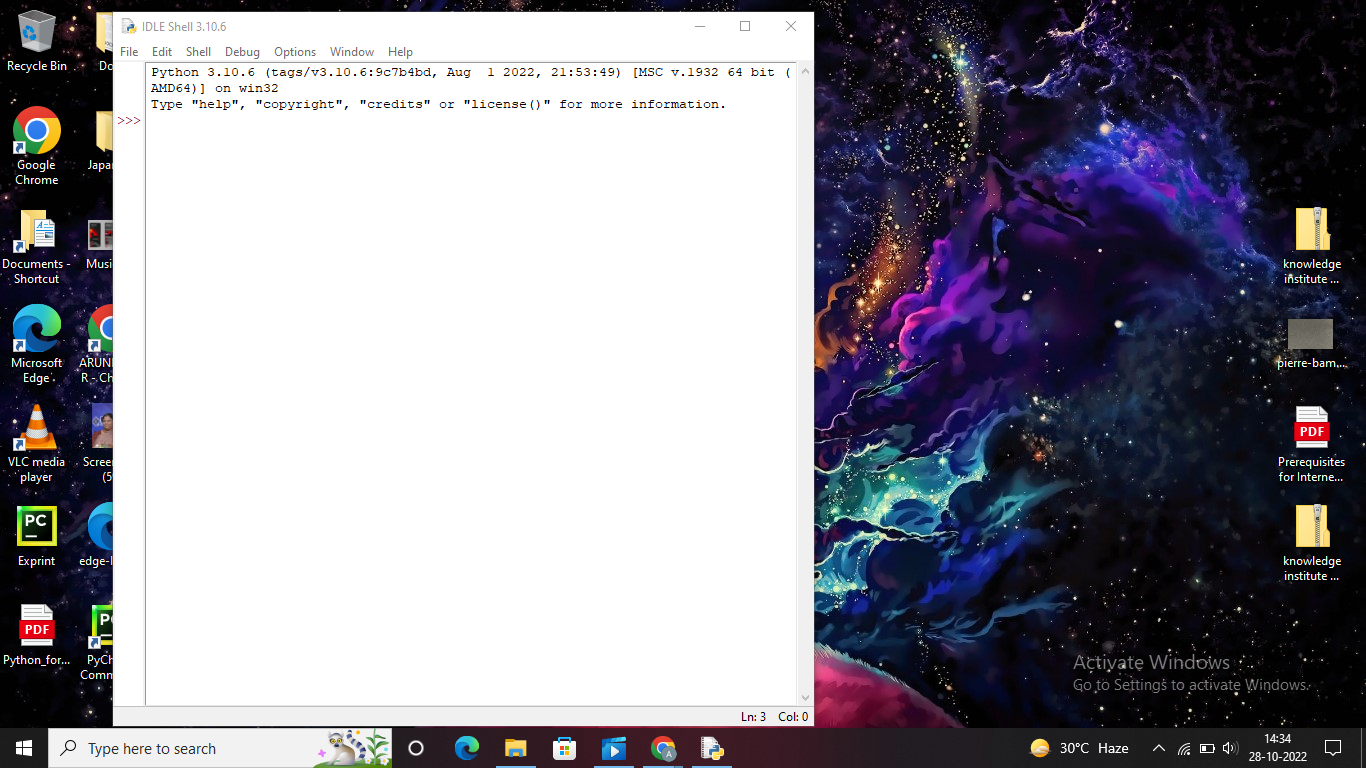 IDLE Shell 3.10.6
File Edit Shell Debug Options Window Help
Python 3.10.6 (tags/v3.10.6:9c7b4bd, Aug  1 2022, 21:53:49) [MSC v.1932 64 bit (
AMD64)] on win32
Type "help", "copyright", "credits" or "license()" for more information.
>>>
Ln: 3 Col: 0
Recycle Bin
Google
Chrome
Documents -
Shortcut
Microsoft
Edge
VLC media
player
PC
Exprint
PDF
Python_for...
Do
Japa
Musi
ARUN
R - Ch
Screen
(5
edge-l
PyCh
Comm
knowledge
institute ...
pierre-bam...
PDF
Prerequisites
for Interne...
knowledge
institute ...
Activate Windows
Go to Settings to activate Windows.
Type here to search
A
30°C Haze
14:34
28-10-2022